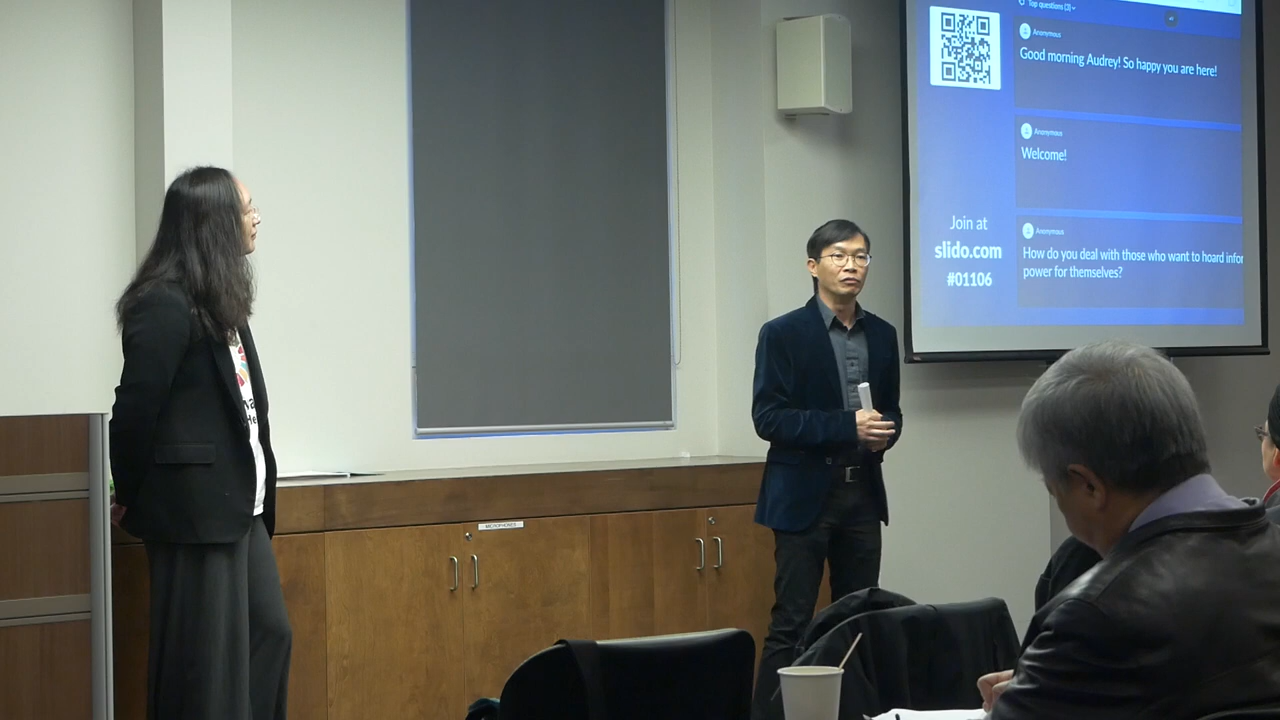 Top questions (3)
Anonymous
Good morning Audrey! So happy you are here!
Anonymous
Welcome!
Anonymous
How do you deal with those who want to hoard infor
power for themselves?
Join at
slido.com
#01106
MICROPHONES